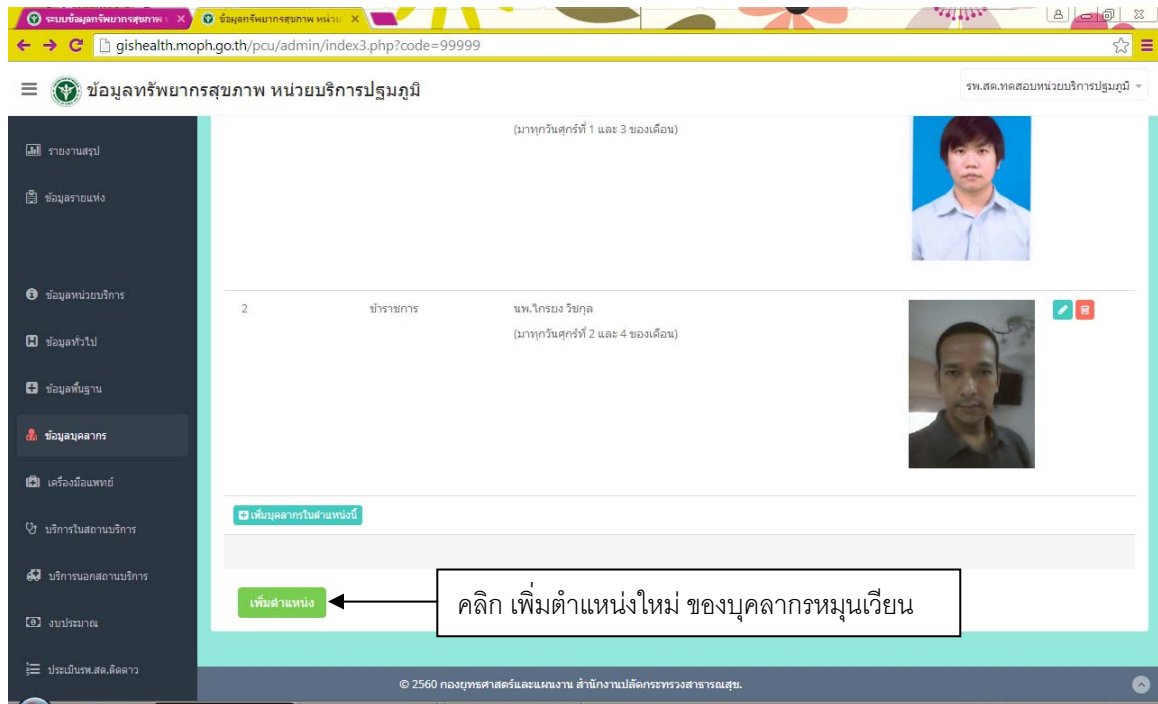 ระบบข้อมูลทรัพยากรสุขภาพ
ข้อมูลทรัพยากรสุขภาพ หน่วย
gishealth.moph.go.th/pcu/admin/index3.php?code=99999
ข้อมูลทรัพยากรสุขภาพ หน่วยบริการปฐมภูมิ
รพ.สต.ทดสอบหน่วยบริการปฐมภูมิ
(มาทุกวันศุกร์ที่ 1 และ 3 ของเดือน)
รายงานสรุป
ข้อมูลรายแห่ง
ข้อมูลหน่วยบริการ
2 ข้าราชการ นพ.ไกรยง วิชกุล
(มาทุกวันศุกร์ที่ 2 และ 4 ของเดือน)
ข้อมูลทั่วไป
ข้อมูลพื้นฐาน
ข้อมูลบุคลากร
เครื่องมือแพทย์
เพิ่มบุคลากรในตำแหน่งนี้
บริการในสถานบริการ
บริการนอกสถานบริการ
เพิ่มตำแหน่ง
คลิก เพิ่มตำแหน่งใหม่ ของบุคลากรหมุนเวียน
งบประมาณ
ประเมินรพ.สต.ติดดาว
© 2560 กองยุทธศาสตร์และแผนงาน สำนักงานปลัดกระทรวงสาธารณสุข.